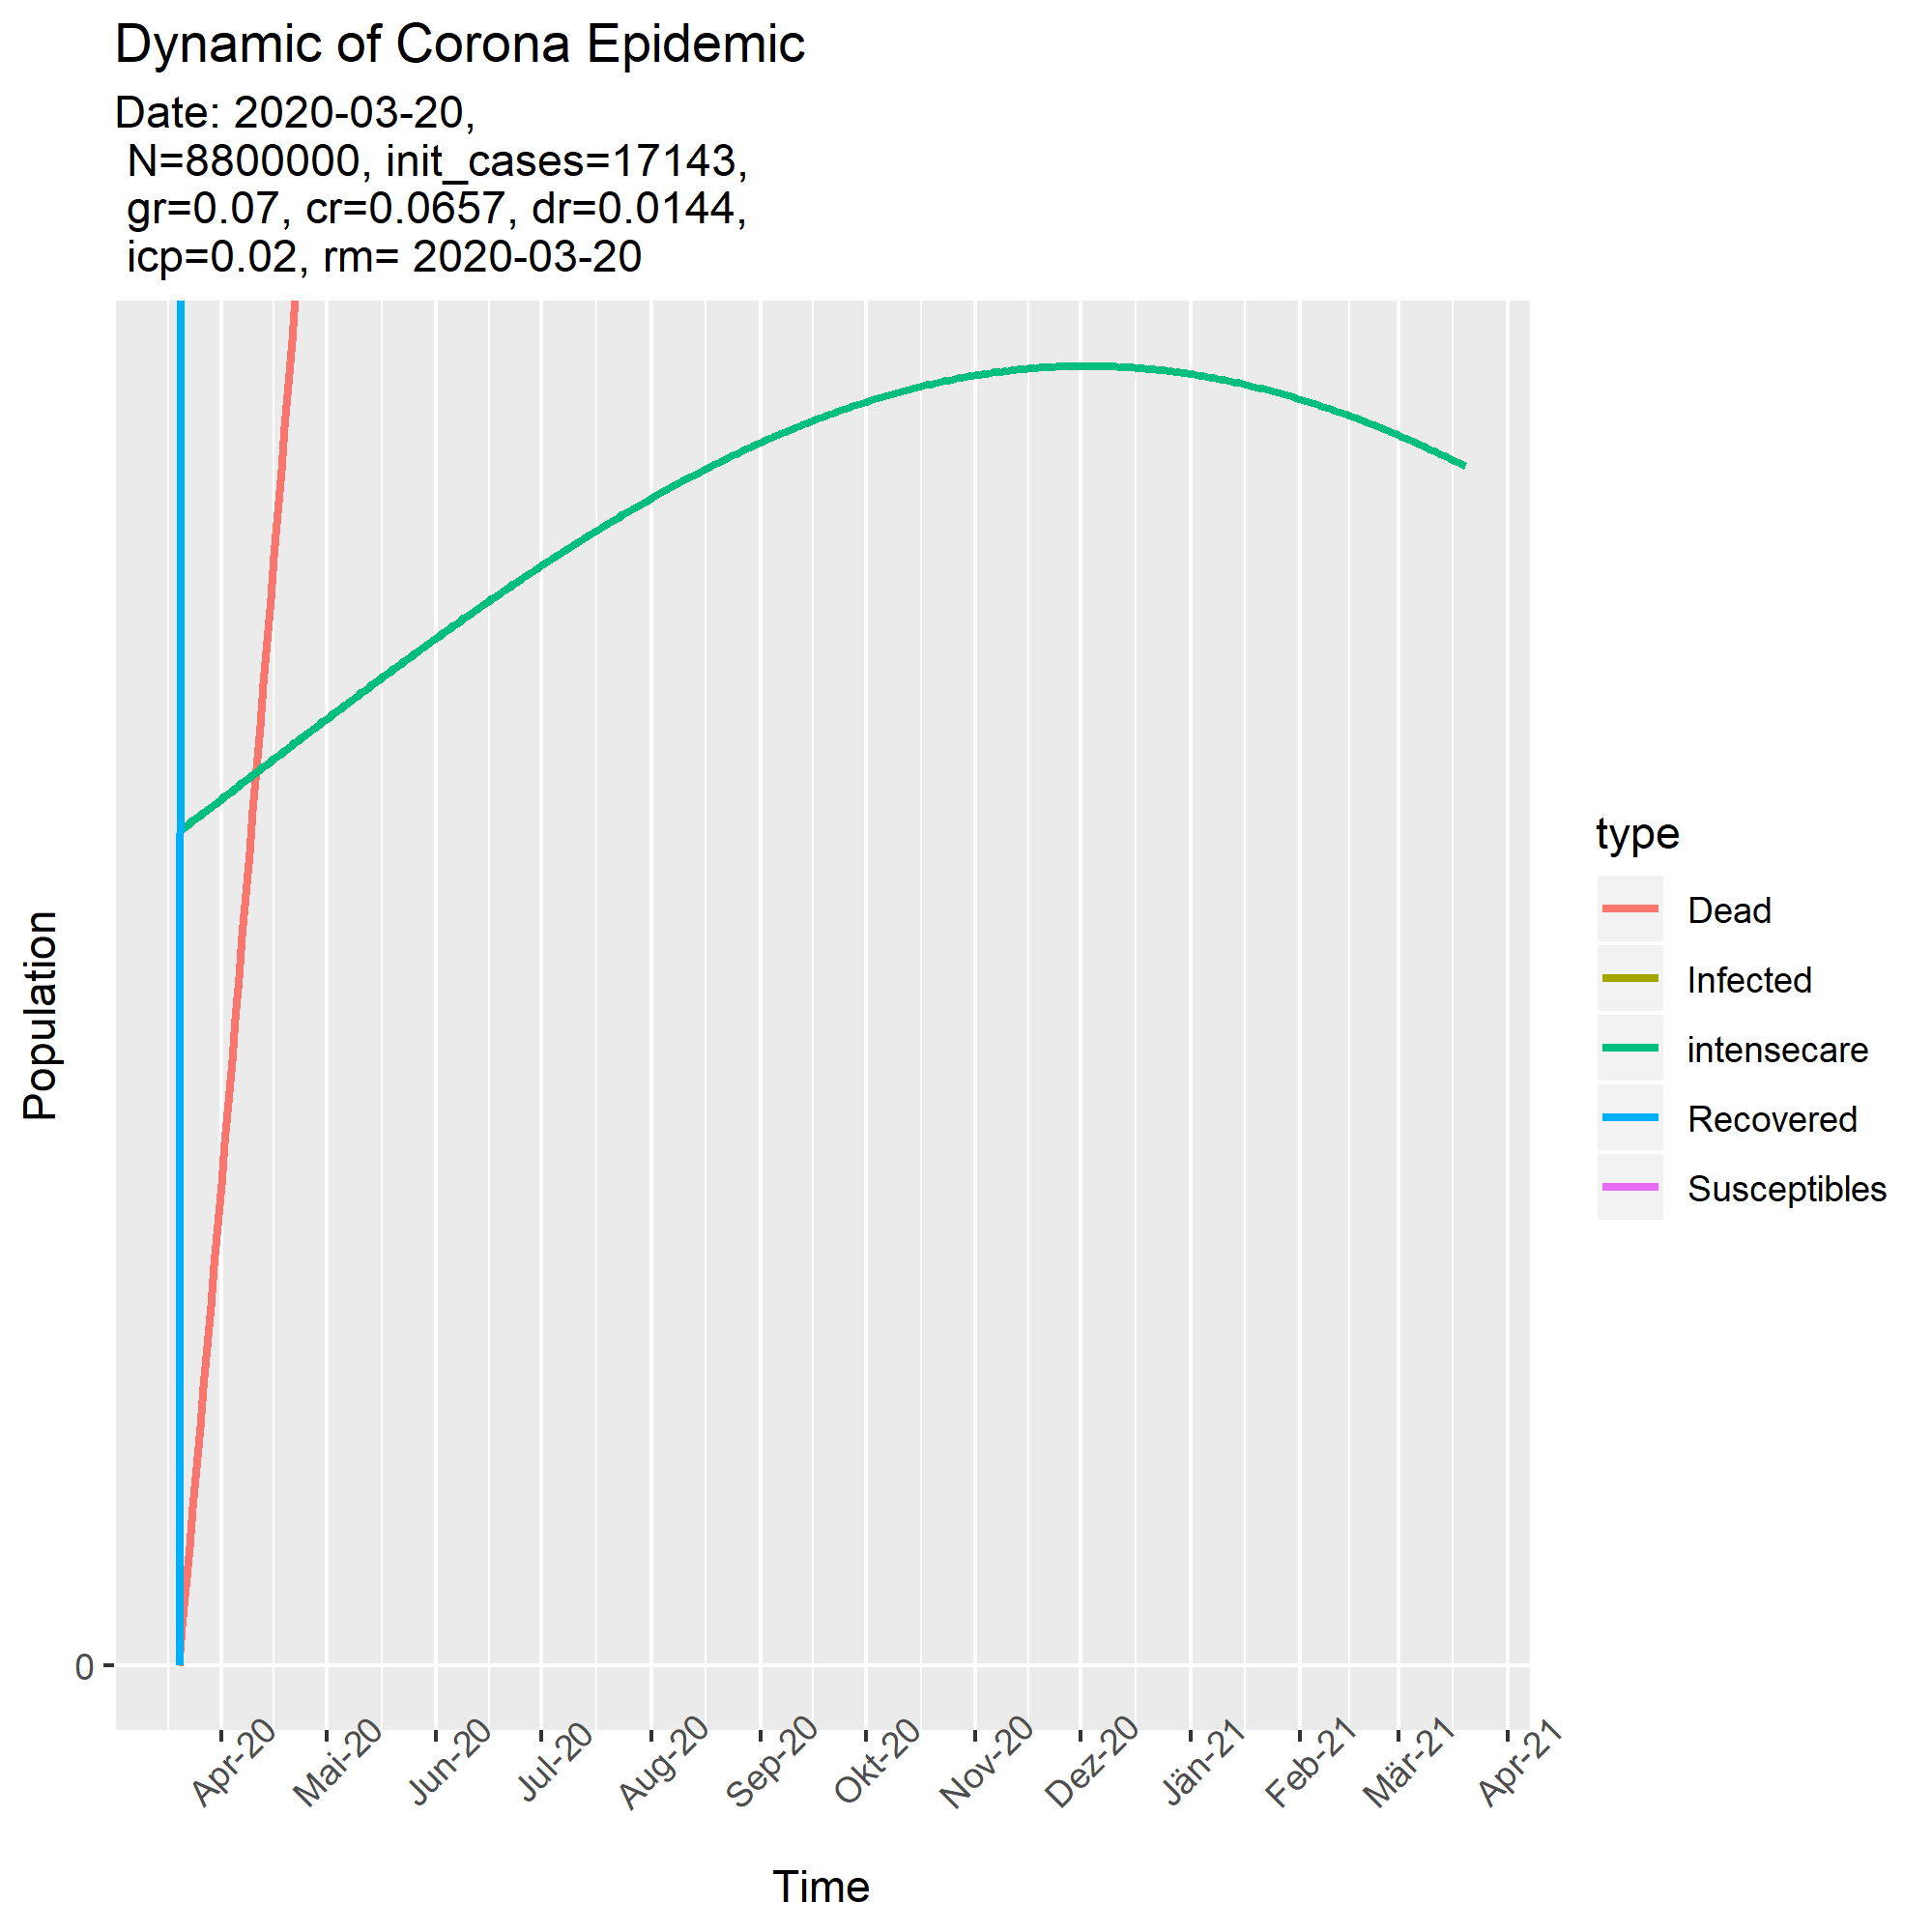 Dynamic of Corona Epidemic
Date: 2020-03-20,
N=8800000, init_cases=17143,
gr=0.07, cr=0.0657, dr=0.0144,
icp=0.02, rm= 2020-03-20
Population
0
Apr-20
Mai-20
Jun-20
Jul-20
Aug-20
Sep-20
Okt-20
Nov-20
Dez-20
Jän-21
Feb-21
Mär-21
Apr-21
Time
type
Dead
Infected
intensecare
Recovered
Susceptibles